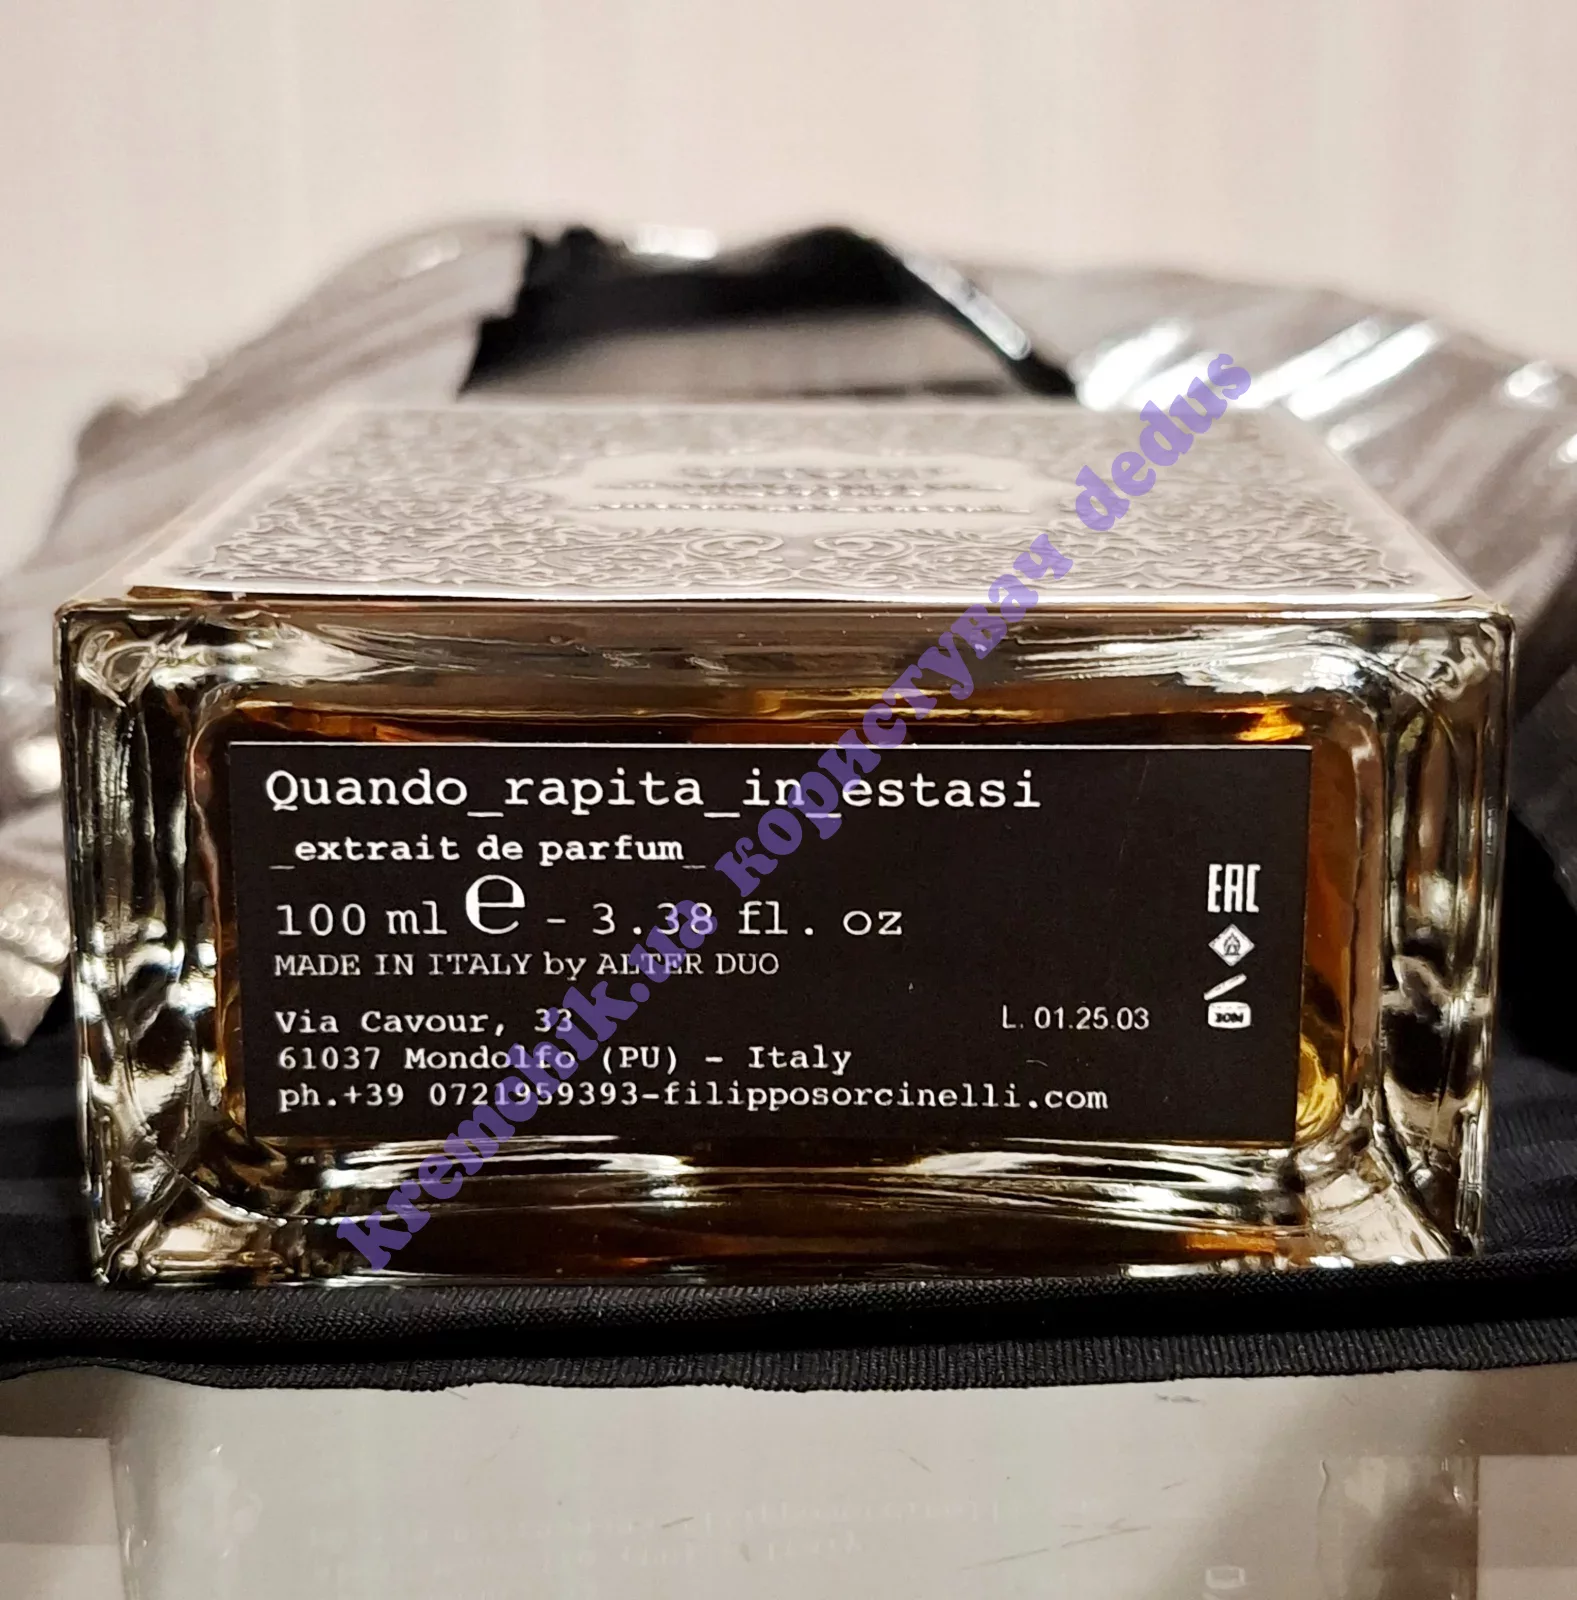 Quando_rapita_in_estasi
_extrait de parfum_
100 ml e - 3.38 fl. oz
MADE IN ITALY by ALTER DUO
Via Cavour, 33
61037 Mondolfo (PU) - Italy
ph.+39 0721959393-filipposorcinelli.com
L. 01.25.03
EAC
30M
kremchik.ua користувач dedus